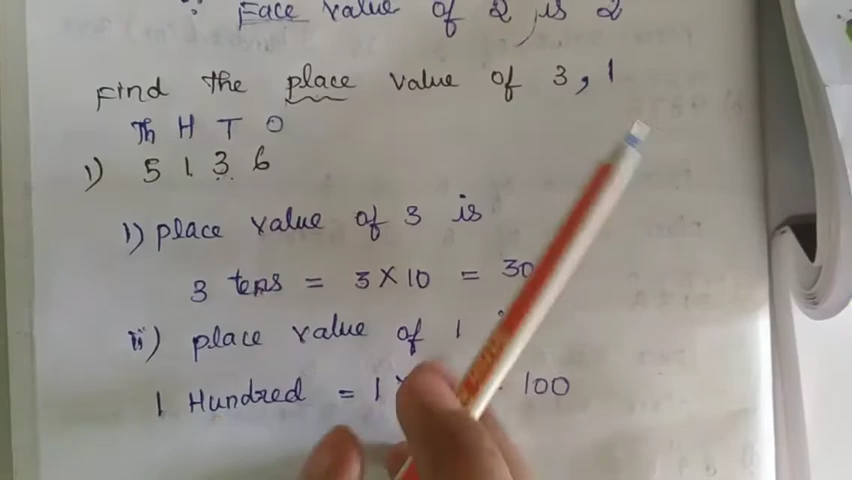 Face value of 2 is 2
Find the place value of 3, 1
Th H T O
1) 5 1 3 6
1) place value of 3 is
3 tens = 3 × 10 = 30
ii) place value of 1
1 Hundred = 1 × 100